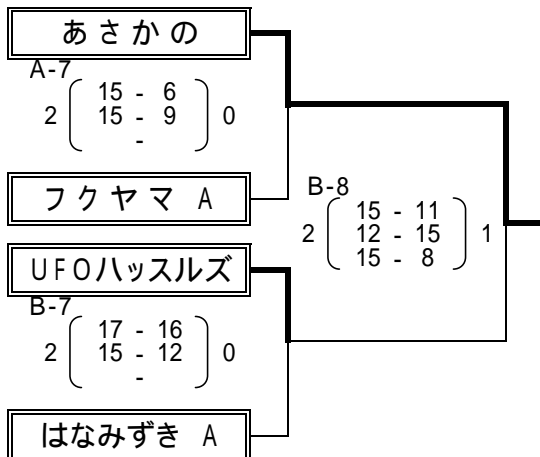 あさかの
A-7
15 - 6
2 15 - 9 0
-
フクヤマ A
B-8
15 - 11
2 12 - 15 1
15 - 8
UFOハッスルズ
B-7
17 - 16
2 15 - 12 0
-
はなみずき A